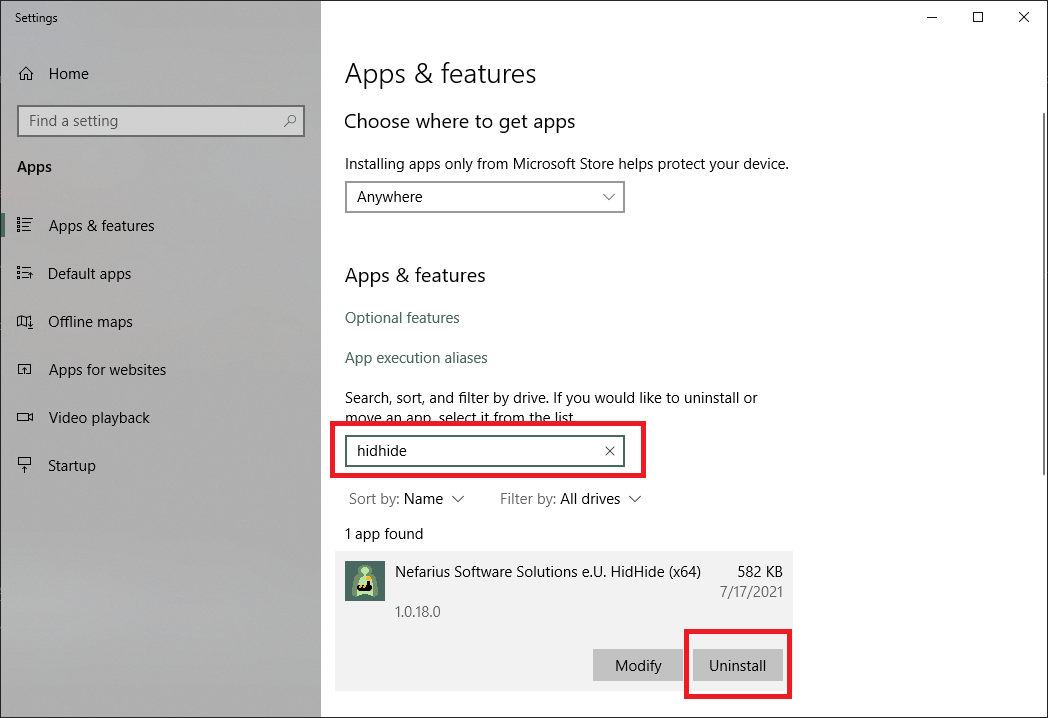 Settings
Home
Find a setting
Apps
Apps & features
Default apps
Offline maps
Apps for websites
Video playback
Startup
Apps & features
Choose where to get apps
Installing apps only from Microsoft Store helps protect your device.
Anywhere
Apps & features
Optional features
App execution aliases
Search, sort, and filter by drive. If you would like to uninstall or
move an app, select it from the list.
hidhide
Sort by: Name Filter by: All drives
1 app found
Nefarius Software Solutions e.U. HidHide (x64) 582 KB
7/17/2021
1.0.18.0
Modify Uninstall